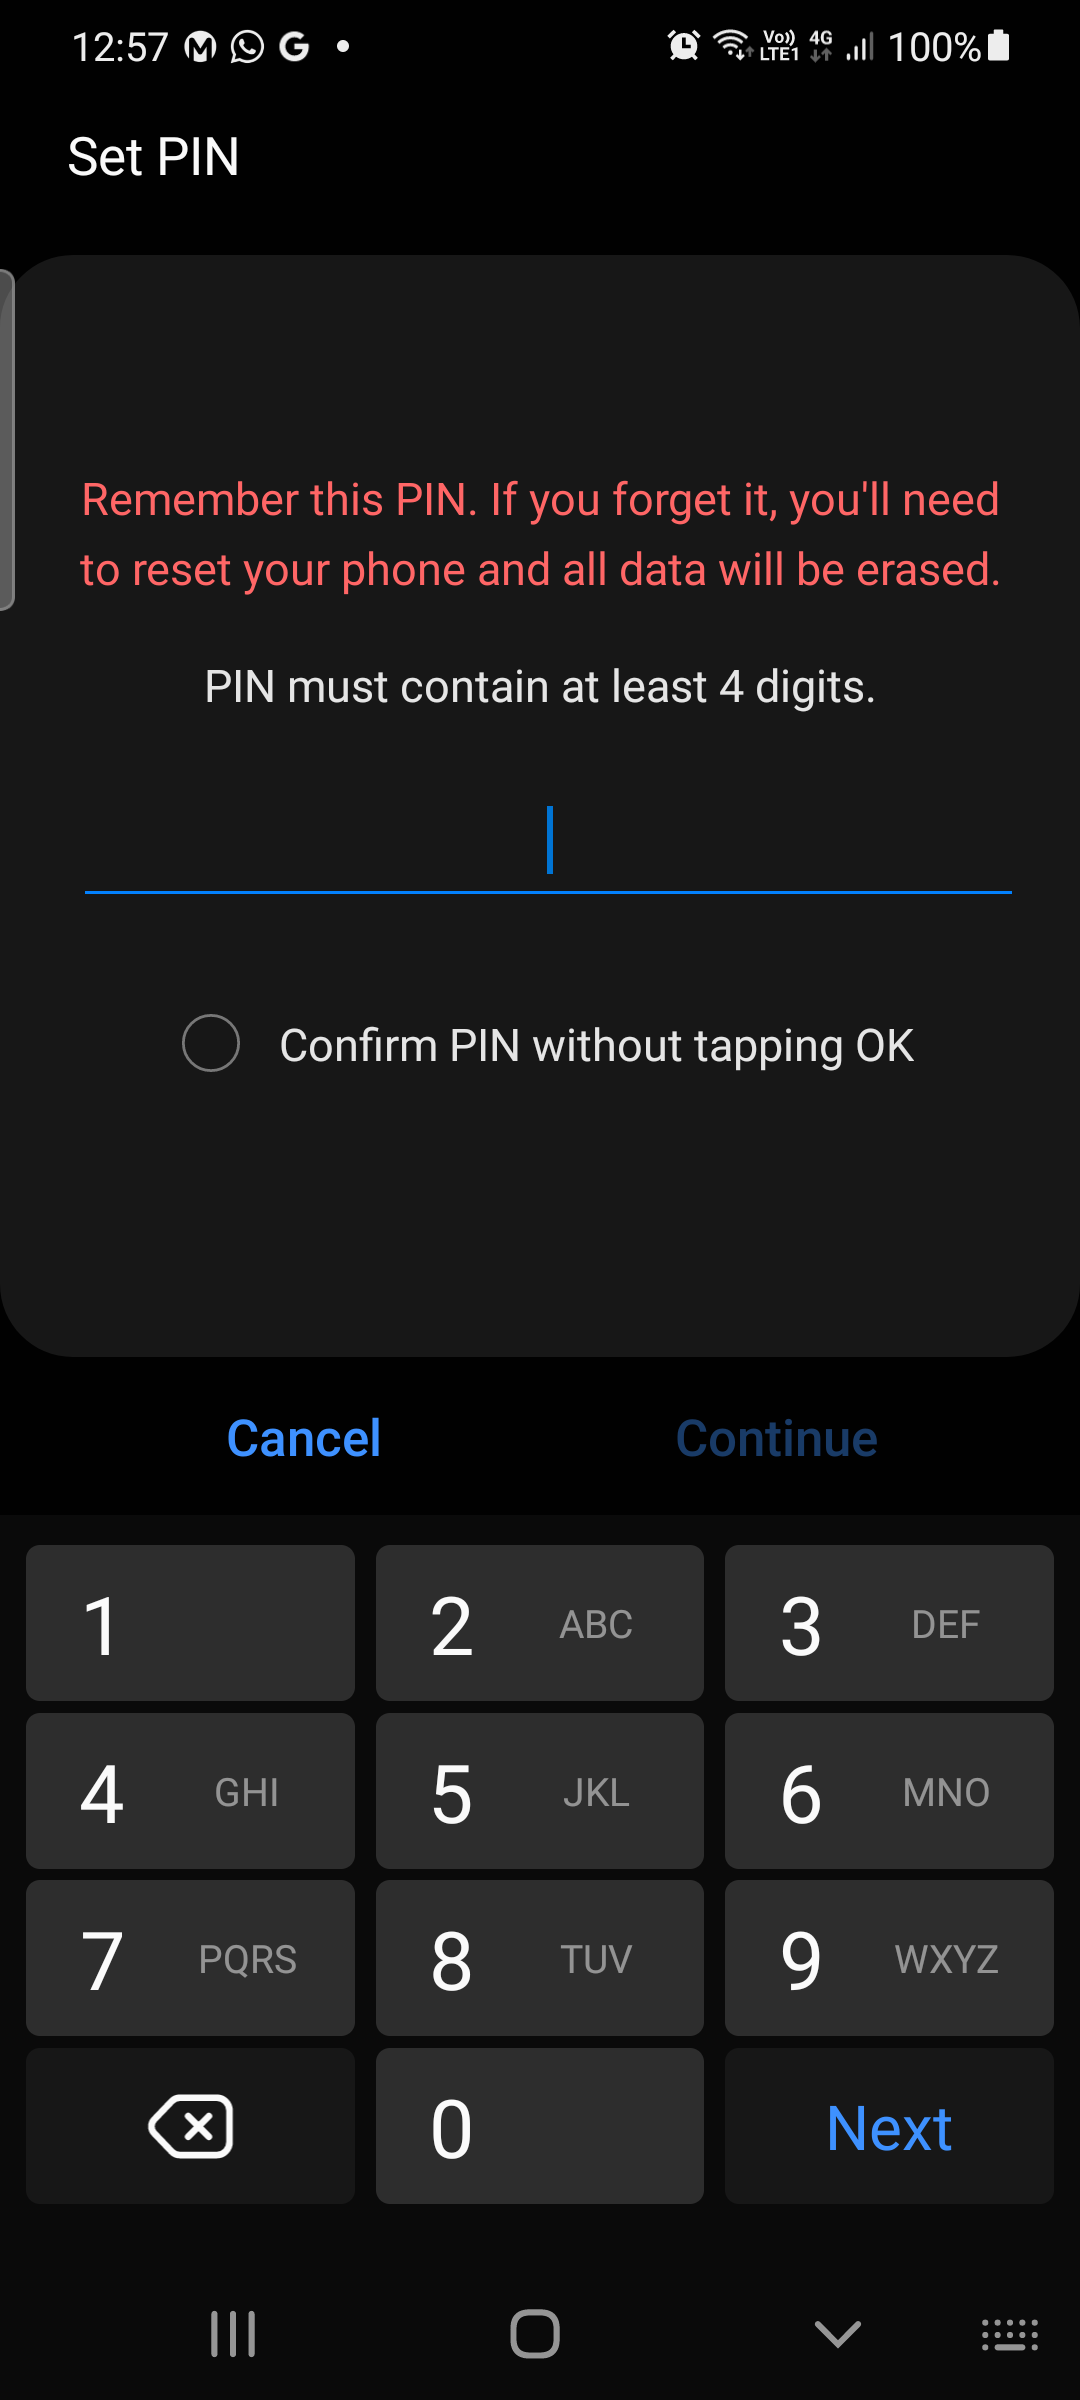 12:57
Vo)) LTE1 4G 100%
Set PIN
Remember this PIN. If you forget it, you'll need
to reset your phone and all data will be erased.
PIN must contain at least 4 digits.
Confirm PIN without tapping OK
Cancel Continue
1 2 ABC 3 DEF
4 GHI 5 JKL 6 MNO
7 PQRS 8 TUV 9 WXYZ
0 Next